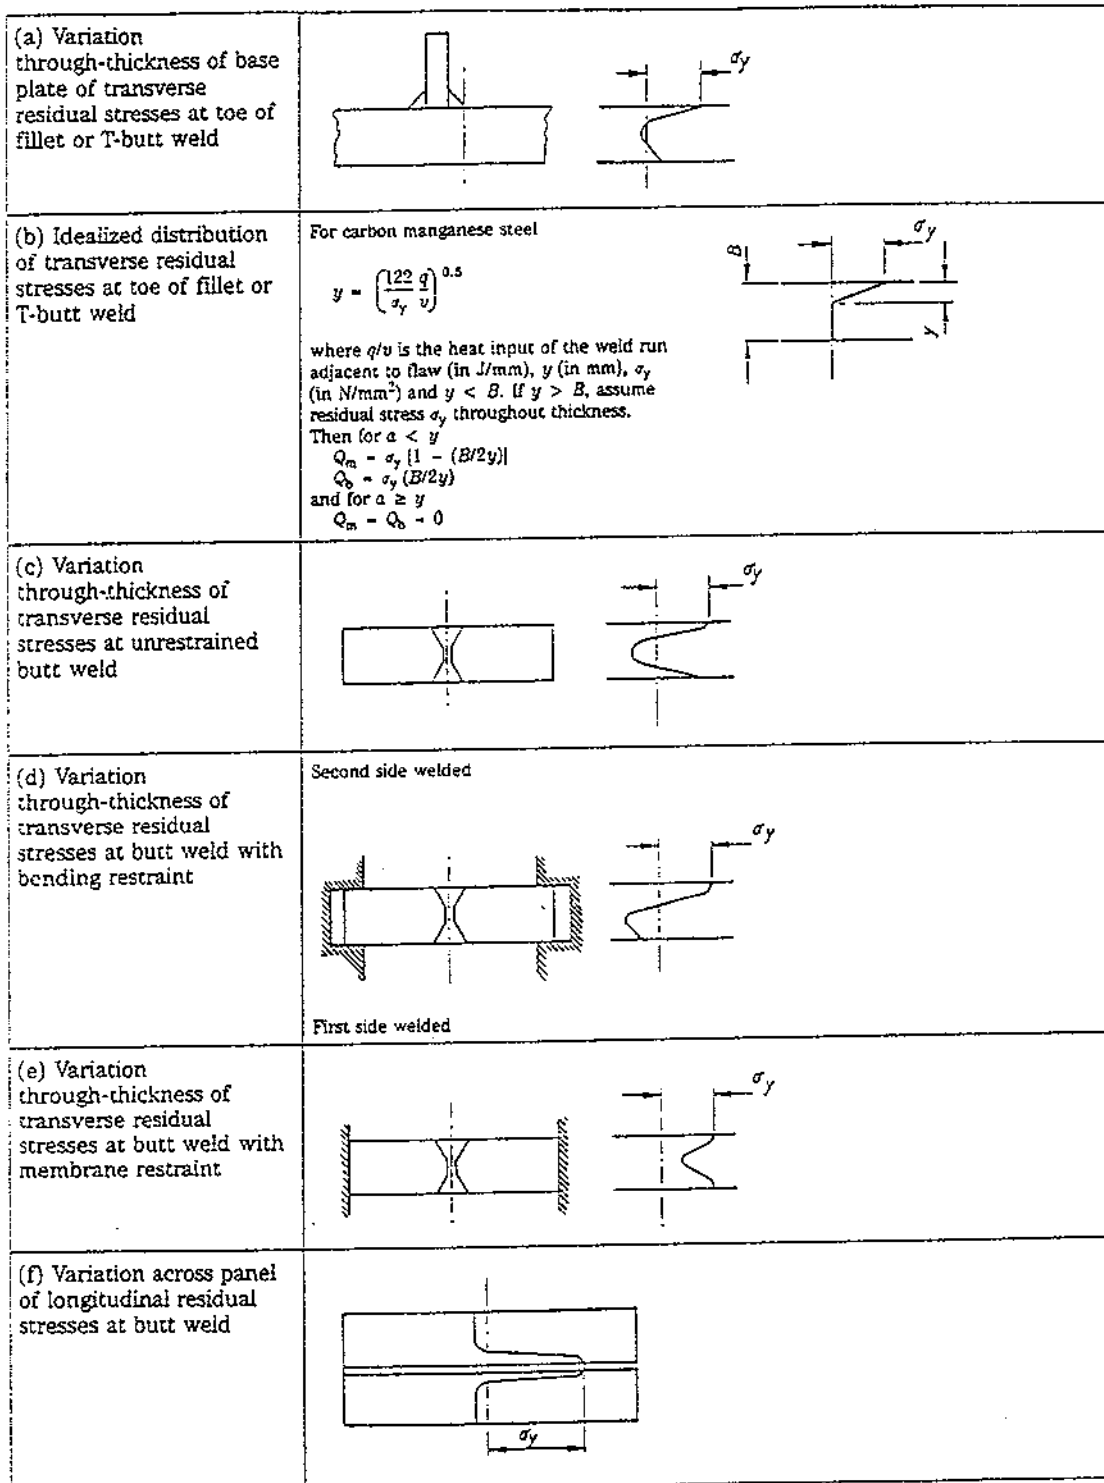 (a) Variation
through-thickness of base
plate of transverse
residual stresses at toe of
fillet or T-butt weld
σy
(b) Idealized distribution
of transverse residual
stresses at toe of fillet or
T-butt weld
For carbon manganese steel
y = (122/σY q/v)^0.5
where q/v is the heat input of the weld run
adjacent to flaw (in J/mm), y (in mm), σy
(in N/mm²) and y < B. If y > B, assume
residual stress σy throughout thickness.
Then for a < y
Qm = σy [1 − (B/2y)]
Qb = σy (B/2y)
and for a ≥ y
Qm = Qb = 0
B
σy
y
(c) Variation
through-thickness of
transverse residual
stresses at unrestrained
butt weld
σy
(d) Variation
through-thickness of
transverse residual
stresses at butt weld with
bending restraint
Second side welded
σy
First side welded
(e) Variation
through-thickness of
transverse residual
stresses at butt weld with
membrane restraint
σy
(f) Variation across panel
of longitudinal residual
stresses at butt weld
σy